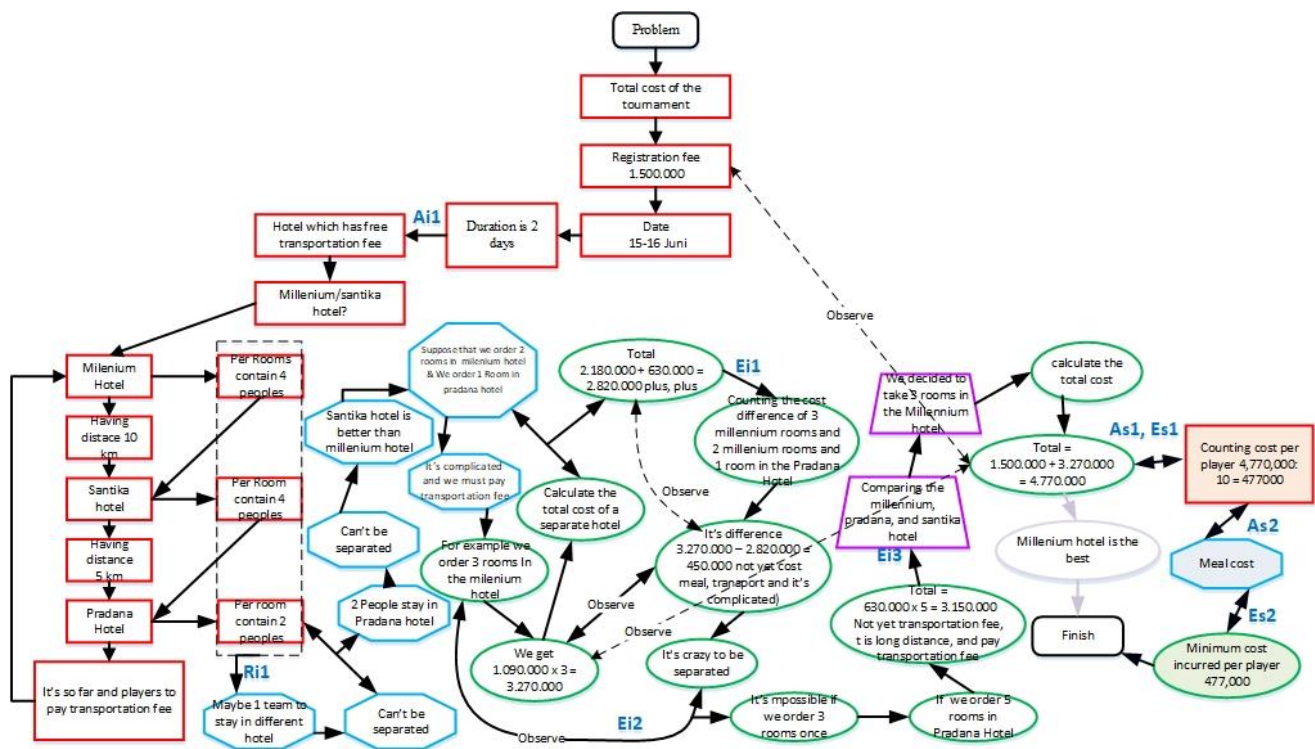 Problem
Total cost of the
tournament
Registration fee
1.500.000
Date
15-16 Juni
Duration is 2
days
Ai1
Hotel which has free
transportation fee
Millenium/santika
hotel?
Milenium
Hotel
Per Rooms
contain 4
peoples
Having distace 10
km
Santika
hotel
Per Room
contain 4
peoples
Having
distance
5 km
Pradana
Hotel
Per room
contain 2
peoples
It's so far and players to
pay transportation fee
Ri1
Maybe 1 team to
stay in different
hotel
Can't be
separated
2 People stay in
Pradana hotel
Can't be
separated
Santika hotel is
better than
millenium hotel
Suppose that we order 2
rooms in milenium hotel
& We order 1 Room in
pradana hotel
It's complicated
and we must pay
transportation fee
For example we
order 3 rooms In
the milenium
hotel
We get
1.090.000 x 3 =
3.270.000
Calculate the
total cost of a
separate hotel
Total
2.180.000 + 630.000 =
2.820.000 plus, plus
Ei1
Counting the cost
difference of 3
millennium rooms and
2 millenium rooms and
1 room in the Pradana
Hotel
Observe
It's difference
3.270.000 – 2.820.000 =
450.000 not yet cost
meal, transport and it's
complicated)
Observe
Observe
It's crazy to be
separated
Ei2
Observe
It's mpossible if
we order 3
rooms once
If we order 5
rooms in
Pradana Hotel
Total =
630.000 x 5 = 3.150.000
Not yet transportation fee,
t is long distance, and pay
transportation fee
Ei3
Comparing the
millennium,
pradana, and santika
hotel
We decided to
take 3 rooms in
the Millennium
hotel
calculate the
total cost
Observe
Total =
1.500.000 + 3.270.000
= 4.770.000
As1, Es1
Counting cost per
player 4,770,000:
10 = 477000
As2
Meal cost
Es2
Minimum cost
incurred per player
477,000
Millenium hotel is the
best
Finish